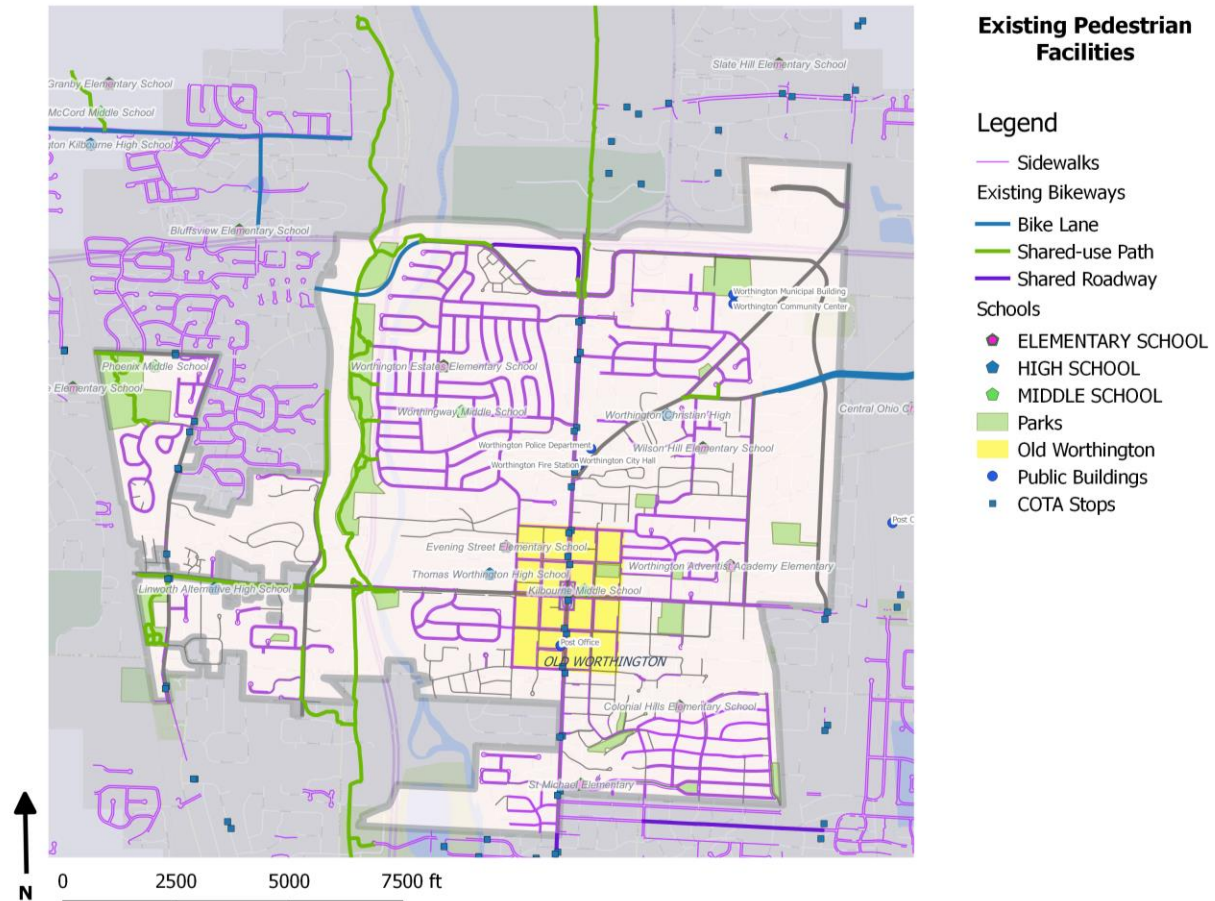 Existing Pedestrian
Facilities
Legend
Sidewalks
Existing Bikeways
Bike Lane
Shared-use Path
Shared Roadway
Schools
ELEMENTARY SCHOOL
HIGH SCHOOL
MIDDLE SCHOOL
Parks
Old Worthington
Public Buildings
COTA Stops
Slate Hill Elementary School
Granby Elementary School
McCord Middle School
Kilbourne High School
Bluffsview Elementary School
Worthington Municipal Building
Worthington Community Center
Phoenix Middle School
Worthington Estates Elementary School
Elementary School
Worthingway Middle School
Worthington Christian High
Central Ohio
Worthington Police Department
Wilson Hill Elementary School
Worthington Fire Station
Worthington City Hall
Post
Evening Street Elementary School
Worthington Adventist Academy Elementary
Thomas Worthington High School
Linworth Alternative High School
Kilbourne Middle School
Post Office
OLD WORTHINGTON
Colonial Hills Elementary School
St Michael Elementary
N
0 2500 5000 7500 ft